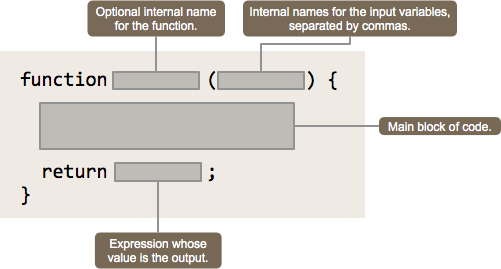 Optional internal name
for the function.
Internal names for the input variables,
separated by commas.
function ( ) {
Main block of code.
return ;
}
Expression whose
value is the output.